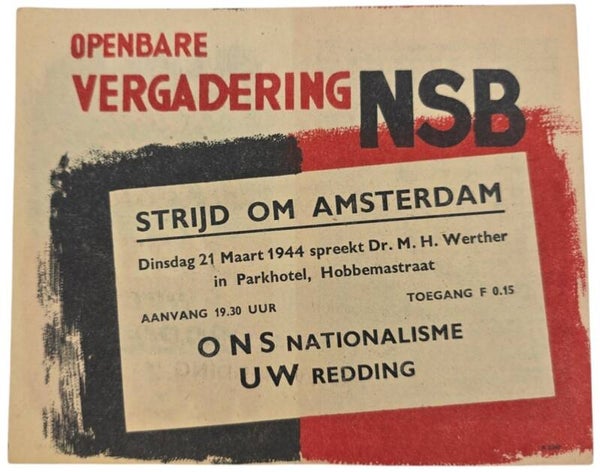 OPENBARE
VERGADERING NSB
STRIJD OM AMSTERDAM
Dinsdag 21 Maart 1944 spreekt Dr. M. H. Werther
in Parkhotel, Hobbemastraat
AANVANG 19.30 UUR TOEGANG F 0.15
ONS NATIONALISME
UW REDDING